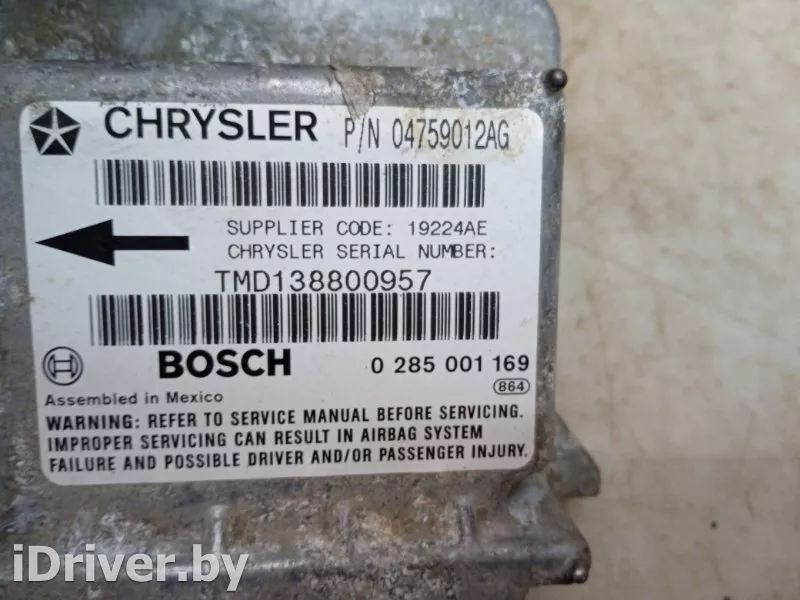 CHRYSLER P/N 04759012AG
SUPPLIER CODE: 19224AE
CHRYSLER SERIAL NUMBER:
TMD138800957
BOSCH 0 285 001 169
Assembled in Mexico 864
WARNING: REFER TO SERVICE MANUAL BEFORE SERVICING.
IMPROPER SERVICING CAN RESULT IN AIRBAG SYSTEM
FAILURE AND POSSIBLE DRIVER AND/OR PASSENGER INJURY.
iDriver.by